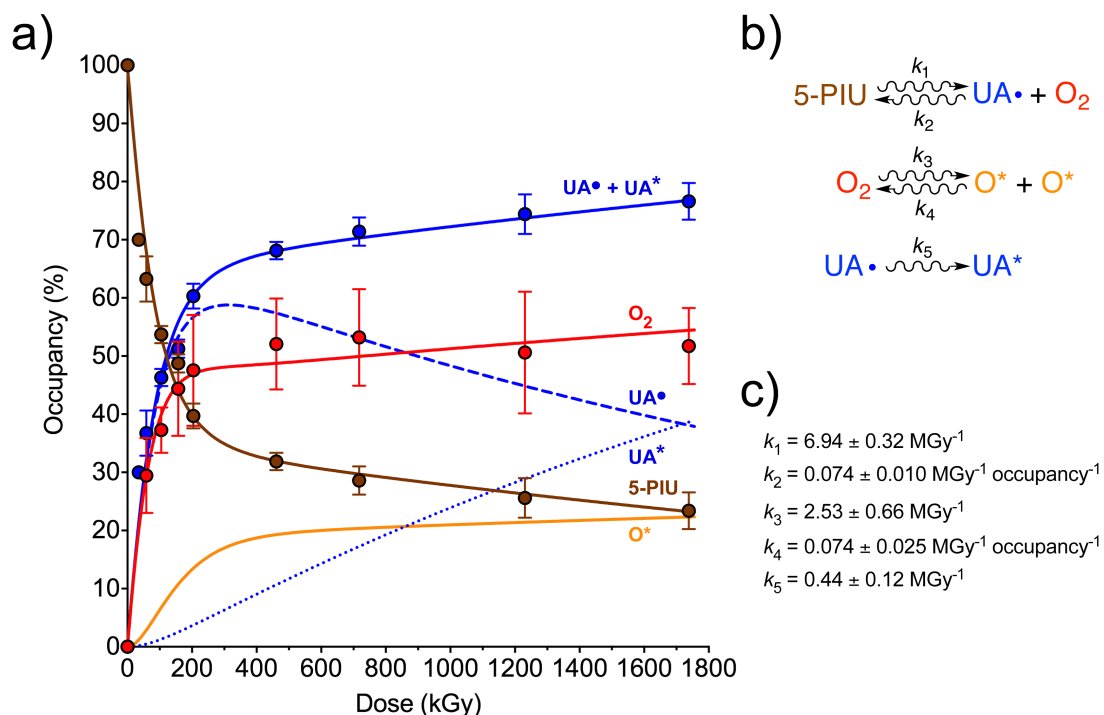 a)
Occupancy (%)
100
90
80
70
60
50
40
30
20
10
0
0 200 400 600 800 1000 1200 1400 1600 1800
Dose (kGy)
UA• + UA*
O2
UA•
UA*
5-PIU
O*
b)
k1
5-PIU UA• + O2
k2
k3
O2 O* + O*
k4
k5
UA• UA*
c)
k1 = 6.94 ± 0.32 MGy-1
k2 = 0.074 ± 0.010 MGy-1 occupancy-1
k3 = 2.53 ± 0.66 MGy-1
k4 = 0.074 ± 0.025 MGy-1 occupancy-1
k5 = 0.44 ± 0.12 MGy-1